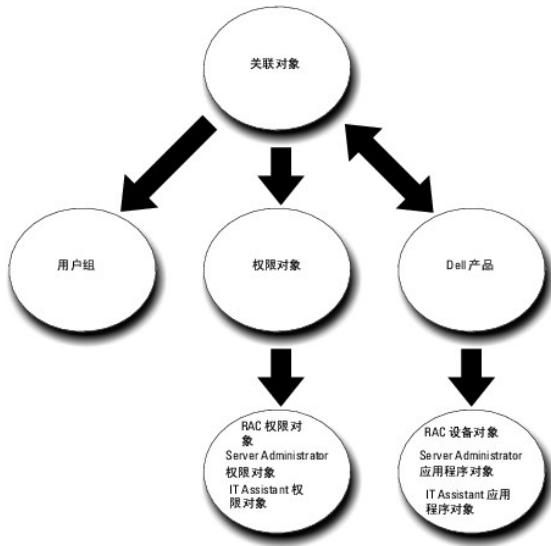 关联对象
用户组
权限对象
Dell 产品
RAC 权限对
象
Server Administrator
权限对象
IT Assistant 权
限对象
RAC 设备对象
Server Administrator
应用程序对象
IT Assistant 应用
程序对象